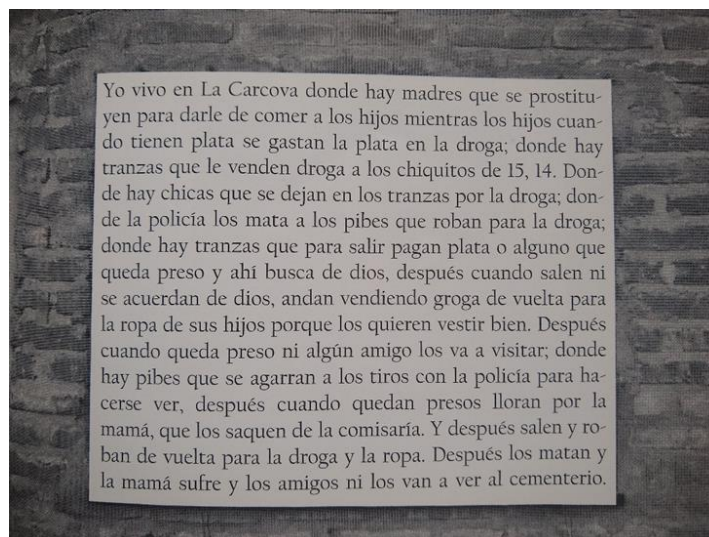 Yo vivo en La Carcova donde hay madres que se prostitu-
yen para darle de comer a los hijos mientras los hijos cuan-
do tienen plata se gastan la plata en la droga; donde hay
tranzas que le venden droga a los chiquitos de 15, 14. Don-
de hay chicas que se dejan en los tranzas por la droga; don-
de la policía los mata a los pibes que roban para la droga;
donde hay tranzas que para salir pagan plata o alguno que
queda preso y ahí busca de dios, después cuando salen ni
se acuerdan de dios, andan vendiendo groga de vuelta para
la ropa de sus hijos porque los quieren vestir bien. Después
cuando queda preso ni algún amigo los va a visitar; donde
hay pibes que se agarran a los tiros con la policía para ha-
cerse ver, después cuando quedan presos lloran por la
mamá, que los saquen de la comisaría. Y después salen y ro-
ban de vuelta para la droga y la ropa. Después los matan y
la mamá sufre y los amigos ni los van a ver al cementerio.